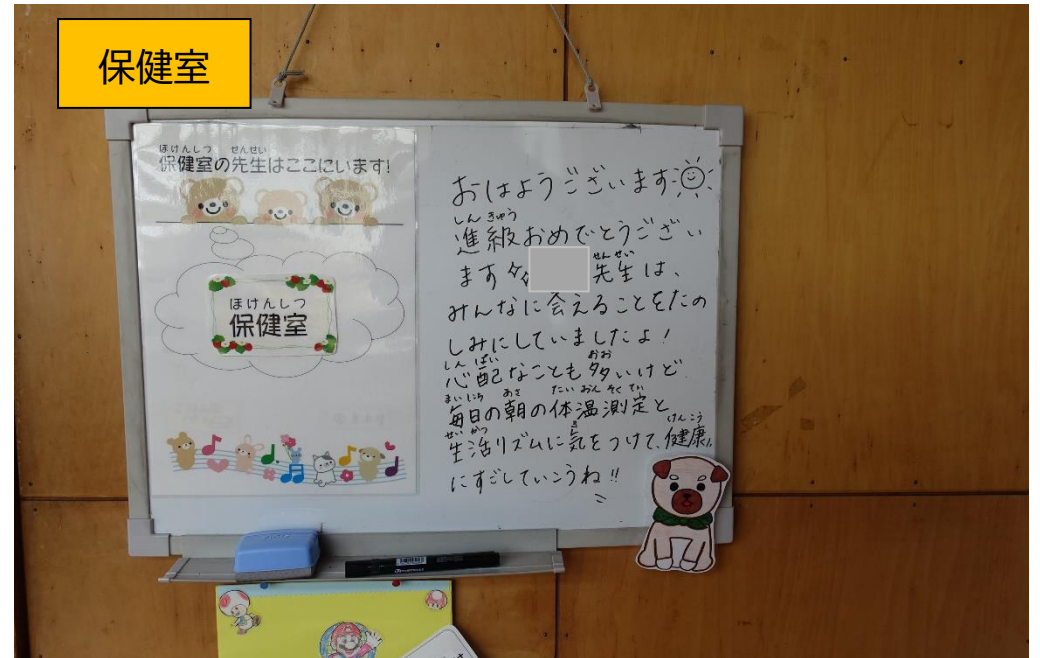 保健室
ほけんしつ せんせい
保健室の先生はここにいます!
ほけんしつ
保健室
おはようございます
しんきゅう
進級おめでとうござい
せんせい
ます 先生は、
みんなに会えることをたの
しみにしていましたよ!
しんぱい おお
心配なことも多いけど
まいにち あさ たいおんそくてい
毎日の朝の体温測定と
せいかつ き けんこう
生活リズムに気をつけて、健康
にすごしていこうね!!